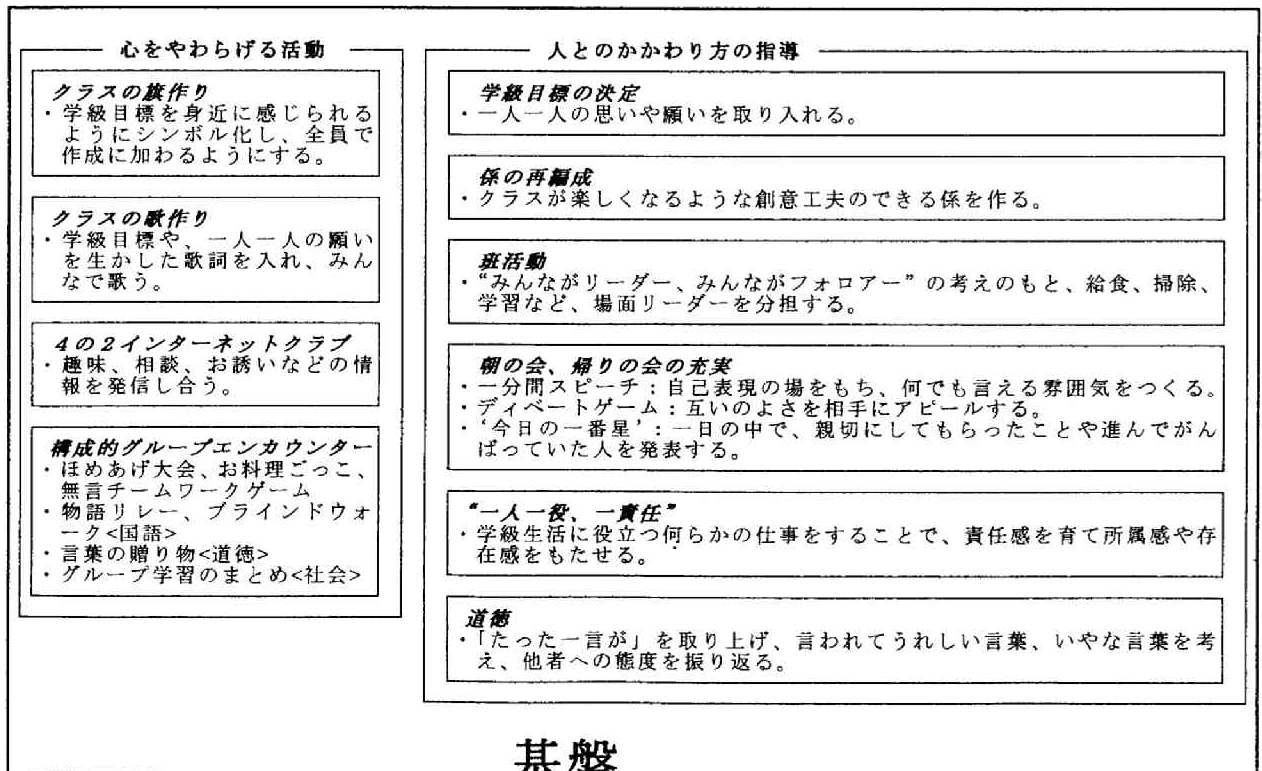 心をやわらげる活動
クラスの旗作り
・学級目標を身近に感じられる
ようにシンボル化し、全員で
作成に加わるようにする。
クラスの歌作り
・学級目標や、一人一人の願い
を生かした歌詞を入れ、みん
なで歌う。
4の2インターネットクラブ
・趣味、相談、お誘いなどの情
報を発信し合う。
構成的グループエンカウンター
・ほめあげ大会、お料理ごっこ、
無言チームワークゲーム
・物語リレー、ブラインドウォ
ーク<国語>
・言葉の贈り物<道徳>
・グループ学習のまとめ<社会>
人とのかかわり方の指導
学級目標の決定
・一人一人の思いや願いを取り入れる。
係の再編成
・クラスが楽しくなるような創意工夫のできる係を作る。
班活動
・“みんながリーダー、みんながフォロアー”の考えのもと、給食、掃除、
学習など、場面リーダーを分担する。
朝の会、帰りの会の充実
・一分間スピーチ：自己表現の場をもち、何でも言える雰囲気をつくる。
・ディベートゲーム：互いのよさを相手にアピールする。
・‘今日の一番星’：一日の中で、親切にしてもらったことや進んでがん
ばっていた人を発表する。
“一人一役、一責任”
・学級生活に役立つ何らかの仕事をすることで、責任感を育て所属感や存
在感をもたせる。
道徳
・「たった一言が」を取り上げ、言われてうれしい言葉、いやな言葉を考
え、他者への態度を振り返る。
基盤